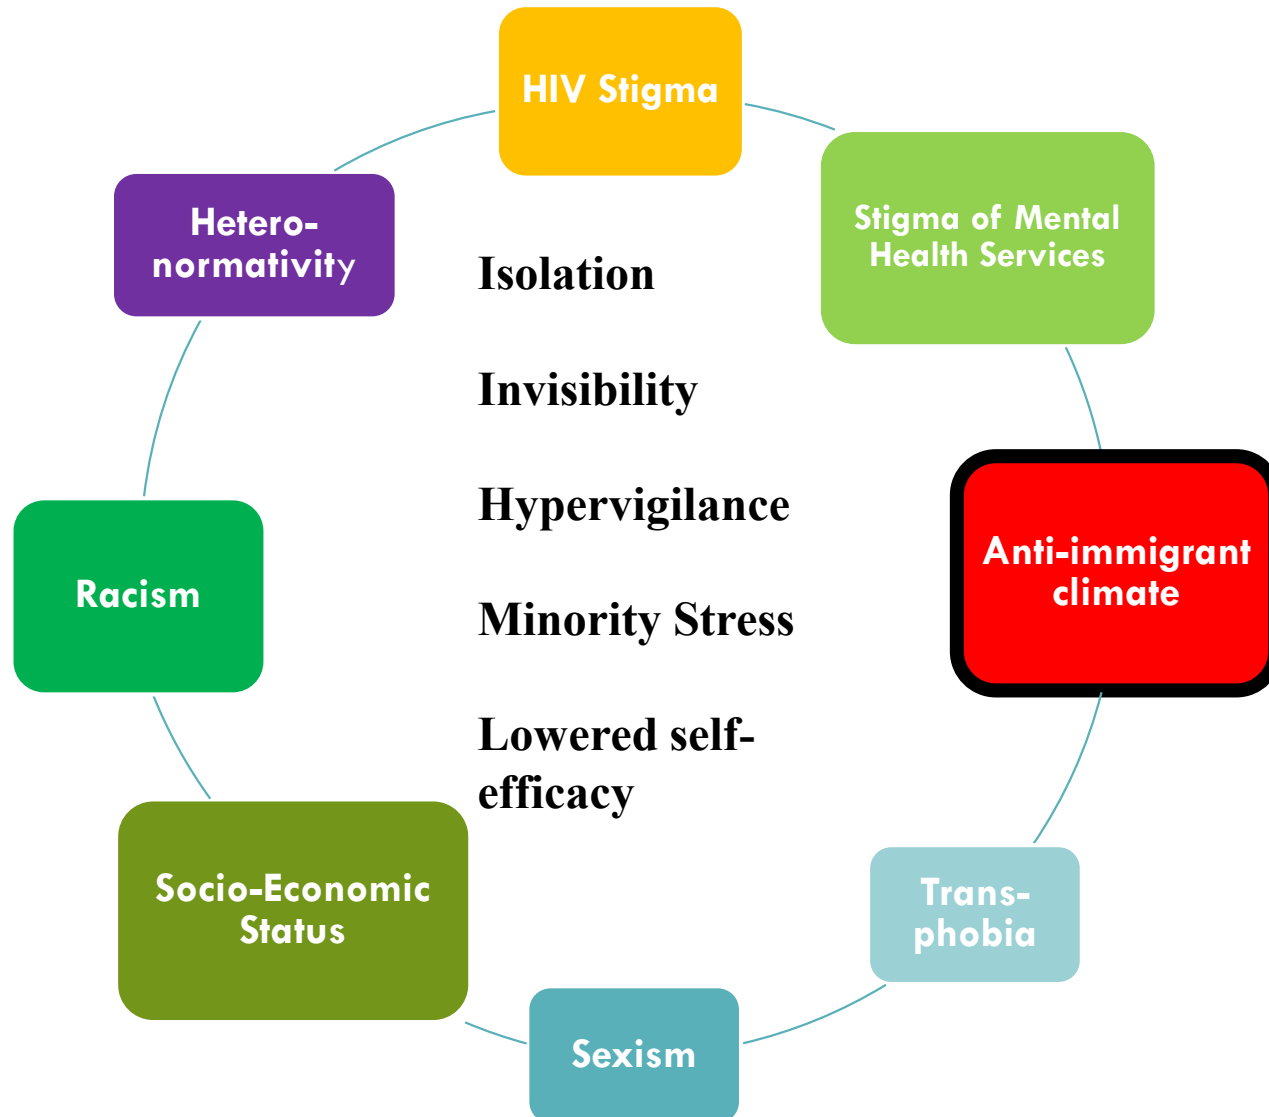 HIV Stigma
Stigma of Mental
Health Services
Anti-immigrant
climate
Trans-
phobia
Sexism
Socio-Economic
Status
Racism
Hetero-
normativity
Isolation
Invisibility
Hypervigilance
Minority Stress
Lowered self-
efficacy